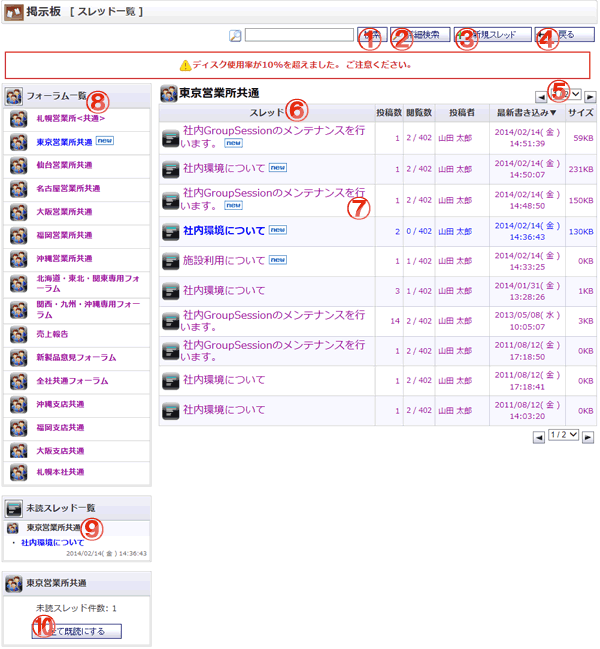 掲示板 [ スレッド一覧 ]
① 検索 ② 詳細検索 ③ 新規スレッド ④ 戻る
ディスク使用率が10%を超えました。 ご注意ください。
フォーラム一覧 ⑧
札幌営業所<共通>
東京営業所共通 new
仙台営業所共通
名古屋営業所共通
大阪営業所共通
福岡営業所共通
沖縄営業所共通
北海道・東北・関東専用フォーラム
関西・九州・沖縄専用フォーラム
売上報告
新製品意見フォーラム
全社共通フォーラム
沖縄支店共通
福岡支店共通
大阪支店共通
札幌本社共通
未読スレッド一覧
東京営業所共通 ⑨
・ 社内環境について
2014/02/14( 金 ) 14:36:43
東京営業所共通
未読スレッド件数: 1
⑩ 全て既読にする
東京営業所共通 ⑤
スレッド ⑥ 投稿数 閲覧数 投稿者 最新書き込み▼ サイズ
社内GroupSessionのメンテナンスを行
います。 new 1 2 / 402 山田 太郎 2014/02/14( 金 ) 14:51:39 59KB
社内環境について new 1 2 / 402 山田 太郎 2014/02/14( 金 ) 14:50:07 231KB
社内GroupSessionのメンテナンスを行
います。 new ⑦ 1 2 / 402 山田 太郎 2014/02/14( 金 ) 14:48:50 150KB
社内環境について new 2 0 / 402 山田 太郎 2014/02/14( 金 ) 14:36:43 130KB
施設利用について new 1 1 / 402 山田 太郎 2014/02/14( 金 ) 14:33:25 0KB
社内環境について 3 1 / 402 山田 太郎 2014/01/31( 金 ) 13:28:26 1KB
社内GroupSessionのメンテナンスを行
います。 14 2 / 402 山田 太郎 2013/05/08( 水 ) 10:05:07 3KB
社内GroupSessionのメンテナンスを行
います。 1 2 / 402 山田 太郎 2011/08/12( 金 ) 17:18:50 0KB
社内環境について 1 2 / 402 山田 太郎 2011/08/12( 金 ) 17:18:41 0KB
社内環境について 1 2 / 402 山田 太郎 2011/08/12( 金 ) 14:03:20 0KB
1 / 2